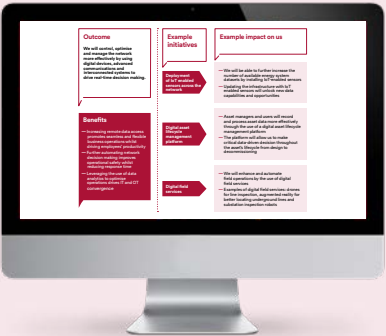 Outcome
We will control, optimise
and manage the network
more effectively by using
digital devices, advanced
communications and
interconnected systems to
drive real-time decision making.
Benefits
— Increasing remote data access
promotes seamless and flexible
business operations whilst
driving employees' productivity
— Further automating network
decision making improves
operational safety whilst
reducing response time
— Leveraging the use of data
analytics to optimise
operations drives IT and OT
convergence
Example
initiatives
Deployment
of IoT enabled
sensors across the
network
Digital asset
lifecycle
management
platform
Digital field
services
Example impact on us
— We will be able to further increase the
number of available energy system
datasets by installing IoT-enabled sensors
— Updating the infrastructure with IoT
enabled sensors will unlock new data
capabilities and opportunities
— Asset managers and users will record
and process asset data more effectively
through the use of a digital asset lifecycle
management platform
— The platform will allow us to make
critical data-driven decision throughout
the asset's lifecycle from design to
decommissioning
— We will enhance and automate
field operations by the use of digital
field services
— Examples of digital field services: drones
for line inspection, augmented reality for
better locating underground lines and
substation inspection robots